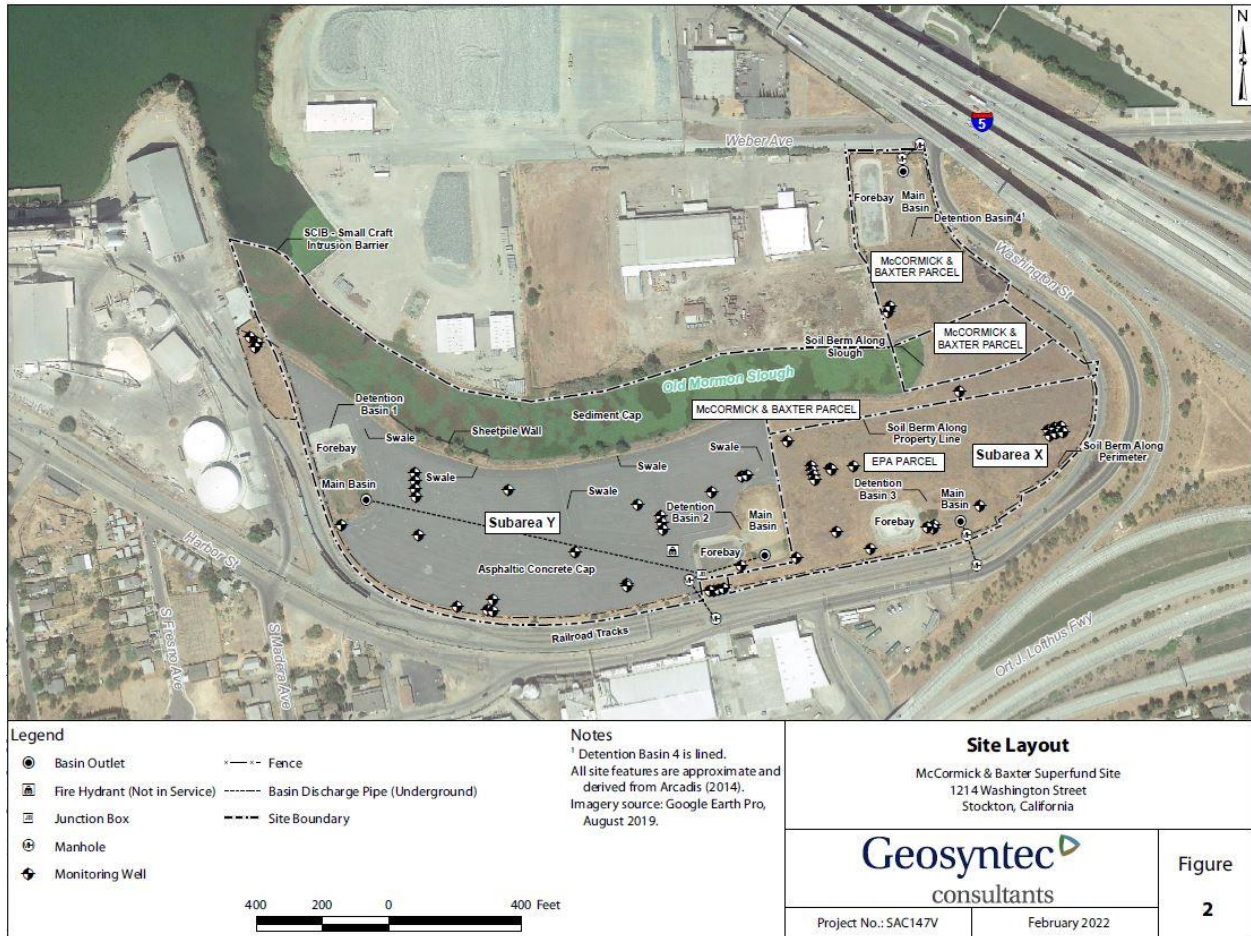 N
5
Weber Ave
Forebay
Main
Basin
Detention Basin 4¹
SCIB - Small Craft
Intrusion Barrier
McCORMICK &
BAXTER PARCEL
Washington St
McCORMICK &
BAXTER PARCEL
Soil Berm Along
Slough
Old Mormon Slough
Sediment Cap
McCORMICK & BAXTER PARCEL
Detention
Basin 1
Swale
Forebay
Sheetpile Wall
Soil Berm Along
Property Line
Swale
Subarea X
Soil Berm Along
Perimeter
EPA PARCEL
Swale
Swale
Swale
Main Basin
Detention
Basin 3
Main
Basin
Forebay
Subarea Y
Detention
Basin 2
Main
Basin
Forebay
Asphaltic Concrete Cap
Harbor St
Railroad Tracks
S Fresno Ave
S Madera Ave
Ort J. Lofthus Fwy
Legend
Basin Outlet
Fire Hydrant (Not in Service)
JB
Junction Box
Manhole
Monitoring Well
Fence
Basin Discharge Pipe (Underground)
Site Boundary
400 200 0 400 Feet
Notes
¹ Detention Basin 4 is lined.
All site features are approximate and
derived from Arcadis (2014).
Imagery source: Google Earth Pro,
August 2019.
Site Layout
McCormick & Baxter Superfund Site
1214 Washington Street
Stockton, California
Geosyntec
consultants
Project No.: SAC147V
February 2022
Figure
2